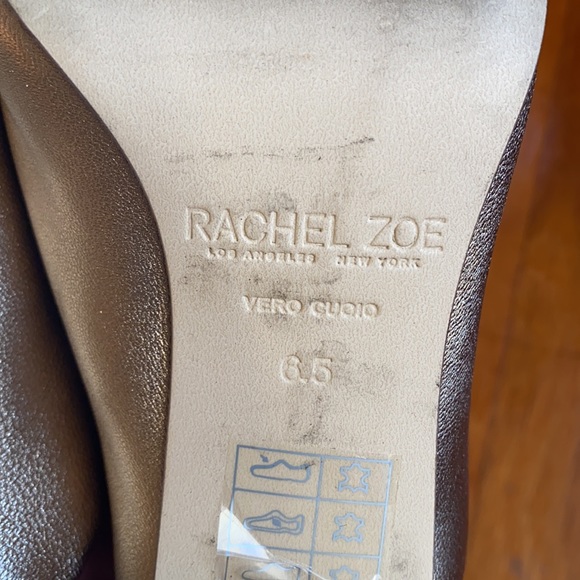 RACHEL ZOE
LOS ANGELES NEW YORK
VERO CUOIO
6.5